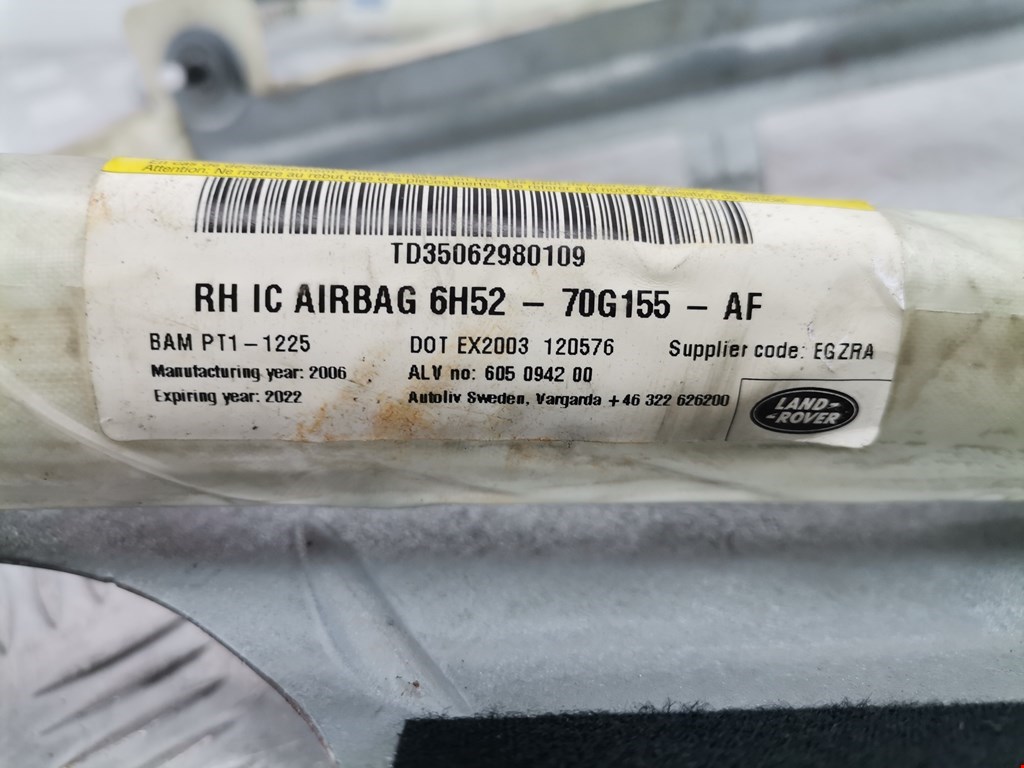 Attention. Ne mettre au rebut que
TD35062980109
RH IC AIRBAG 6H52 - 70G155 - AF
BAM PT1-1225 DOT EX2003 120576 Supplier code: EGZRA
Manufacturing year: 2006 ALV no: 605 0942 00
Expiring year: 2022 Autoliv Sweden, Vargarda +46 322 626200
LAND-
-ROVER